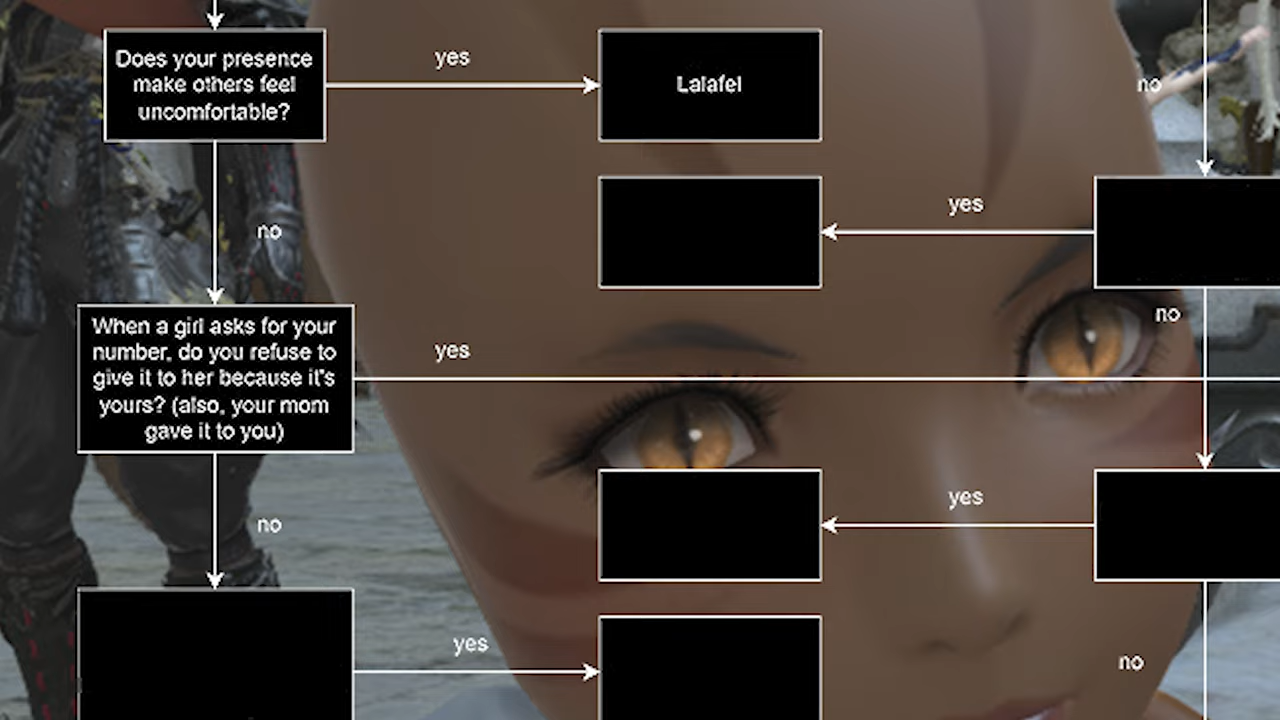 Does your presence
make others feel
uncomfortable?
yes
Lalafel
no
yes
no
no
When a girl asks for your
number, do you refuse to
give it to her because it's
yours? (also, your mom
gave it to you)
yes
yes
no
yes
no